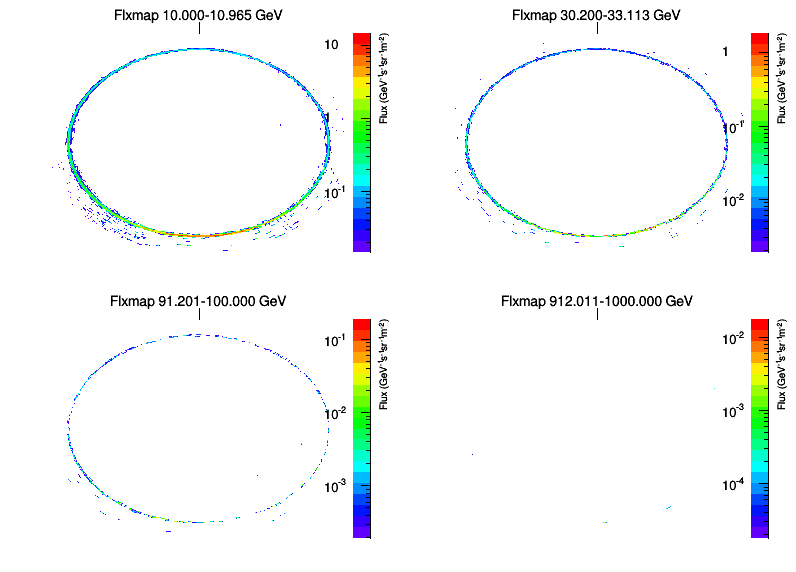 Flxmap 10.000-10.965 GeV
10
1
10⁻¹
Flux (GeV⁻¹s⁻¹sr⁻¹m⁻²)
Flxmap 30.200-33.113 GeV
1
10⁻¹
10⁻²
Flux (GeV⁻¹s⁻¹sr⁻¹m⁻²)
Flxmap 91.201-100.000 GeV
10⁻¹
10⁻²
10⁻³
Flux (GeV⁻¹s⁻¹sr⁻¹m⁻²)
Flxmap 912.011-1000.000 GeV
10⁻²
10⁻³
10⁻⁴
Flux (GeV⁻¹s⁻¹sr⁻¹m⁻²)